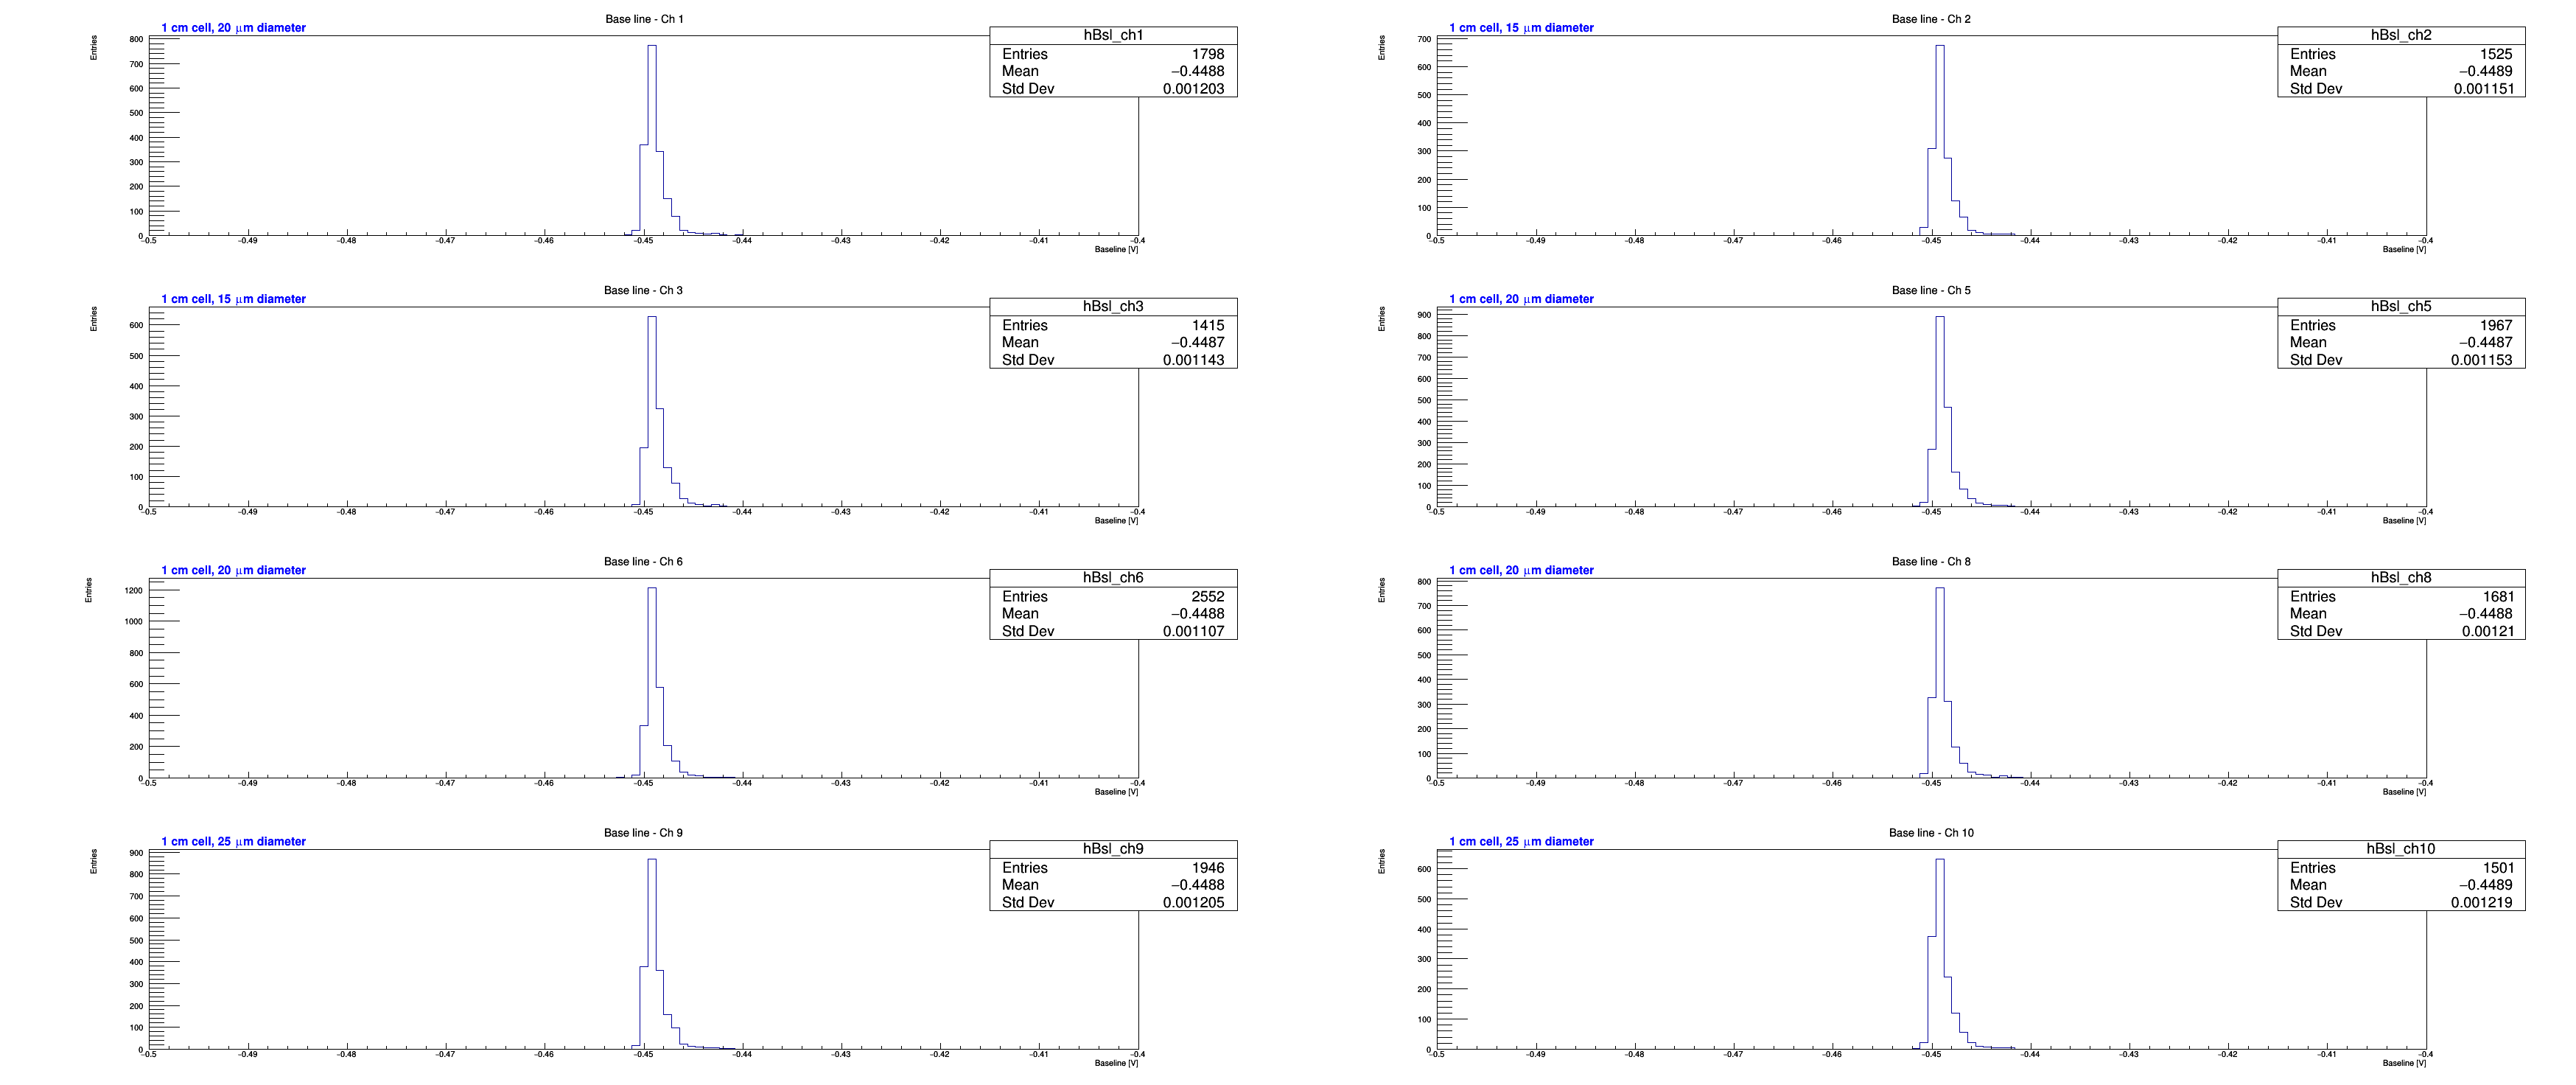 Base line - Ch 1
1 cm cell, 20 μm diameter
Entries
hBsl_ch1
Entries 1798
Mean −0.4488
Std Dev 0.001203
800
700
600
500
400
300
200
100
0
−0.5 −0.49 −0.48 −0.47 −0.46 −0.45 −0.44 −0.43 −0.42 −0.41 −0.4
Baseline [V]
Base line - Ch 2
1 cm cell, 15 μm diameter
Entries
hBsl_ch2
Entries 1525
Mean −0.4489
Std Dev 0.001151
700
600
500
400
300
200
100
0
−0.5 −0.49 −0.48 −0.47 −0.46 −0.45 −0.44 −0.43 −0.42 −0.41 −0.4
Baseline [V]
Base line - Ch 3
1 cm cell, 15 μm diameter
Entries
hBsl_ch3
Entries 1415
Mean −0.4487
Std Dev 0.001143
600
500
400
300
200
100
0
−0.5 −0.49 −0.48 −0.47 −0.46 −0.45 −0.44 −0.43 −0.42 −0.41 −0.4
Baseline [V]
Base line - Ch 5
1 cm cell, 20 μm diameter
Entries
hBsl_ch5
Entries 1967
Mean −0.4487
Std Dev 0.001153
900
800
700
600
500
400
300
200
100
0
−0.5 −0.49 −0.48 −0.47 −0.46 −0.45 −0.44 −0.43 −0.42 −0.41 −0.4
Baseline [V]
Base line - Ch 6
1 cm cell, 20 μm diameter
Entries
hBsl_ch6
Entries 2552
Mean −0.4488
Std Dev 0.001107
1200
1000
800
600
400
200
0
−0.5 −0.49 −0.48 −0.47 −0.46 −0.45 −0.44 −0.43 −0.42 −0.41 −0.4
Baseline [V]
Base line - Ch 8
1 cm cell, 20 μm diameter
Entries
hBsl_ch8
Entries 1681
Mean −0.4488
Std Dev 0.00121
800
700
600
500
400
300
200
100
0
−0.5 −0.49 −0.48 −0.47 −0.46 −0.45 −0.44 −0.43 −0.42 −0.41 −0.4
Baseline [V]
Base line - Ch 9
1 cm cell, 25 μm diameter
Entries
hBsl_ch9
Entries 1946
Mean −0.4488
Std Dev 0.001205
900
800
700
600
500
400
300
200
100
0
−0.5 −0.49 −0.48 −0.47 −0.46 −0.45 −0.44 −0.43 −0.42 −0.41 −0.4
Baseline [V]
Base line - Ch 10
1 cm cell, 25 μm diameter
Entries
hBsl_ch10
Entries 1501
Mean −0.4489
Std Dev 0.001219
600
500
400
300
200
100
0
−0.5 −0.49 −0.48 −0.47 −0.46 −0.45 −0.44 −0.43 −0.42 −0.41 −0.4
Baseline [V]